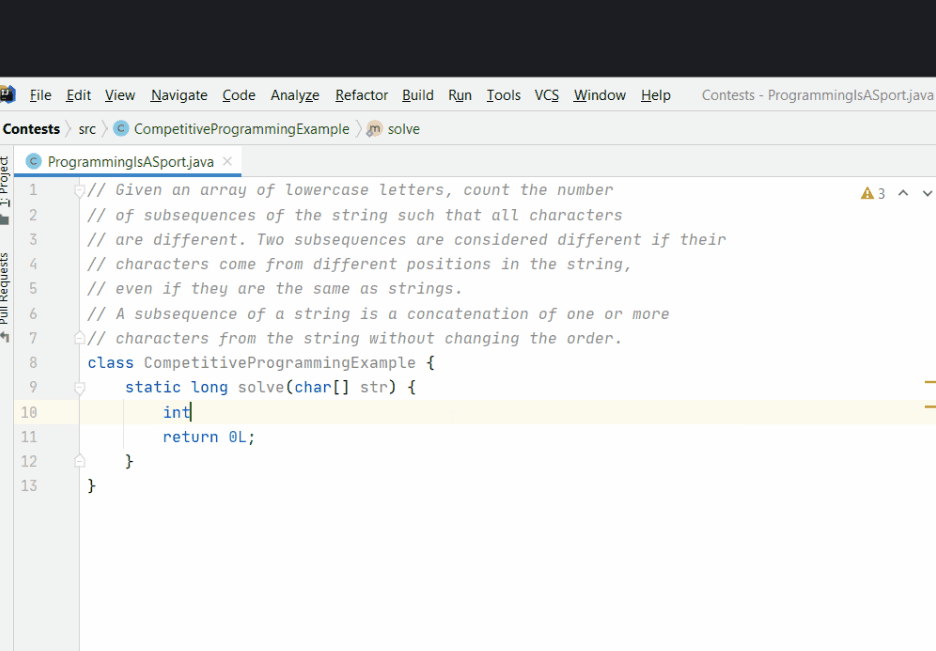 File Edit View Navigate Code Analyze Refactor Build Run Tools VCS Window Help Contests - ProgrammingIsASport.java
Contests src C CompetitiveProgrammingExample m solve
C ProgrammingIsASport.java
1: Project
Pull Requests
3
1 // Given an array of lowercase letters, count the number
2 // of subsequences of the string such that all characters
3 // are different. Two subsequences are considered different if their
4 // characters come from different positions in the string,
5 // even if they are the same as strings.
6 // A subsequence of a string is a concatenation of one or more
7 // characters from the string without changing the order.
8 class CompetitiveProgrammingExample {
9 static long solve(char[] str) {
10 int
11 return 0L;
12 }
13 }